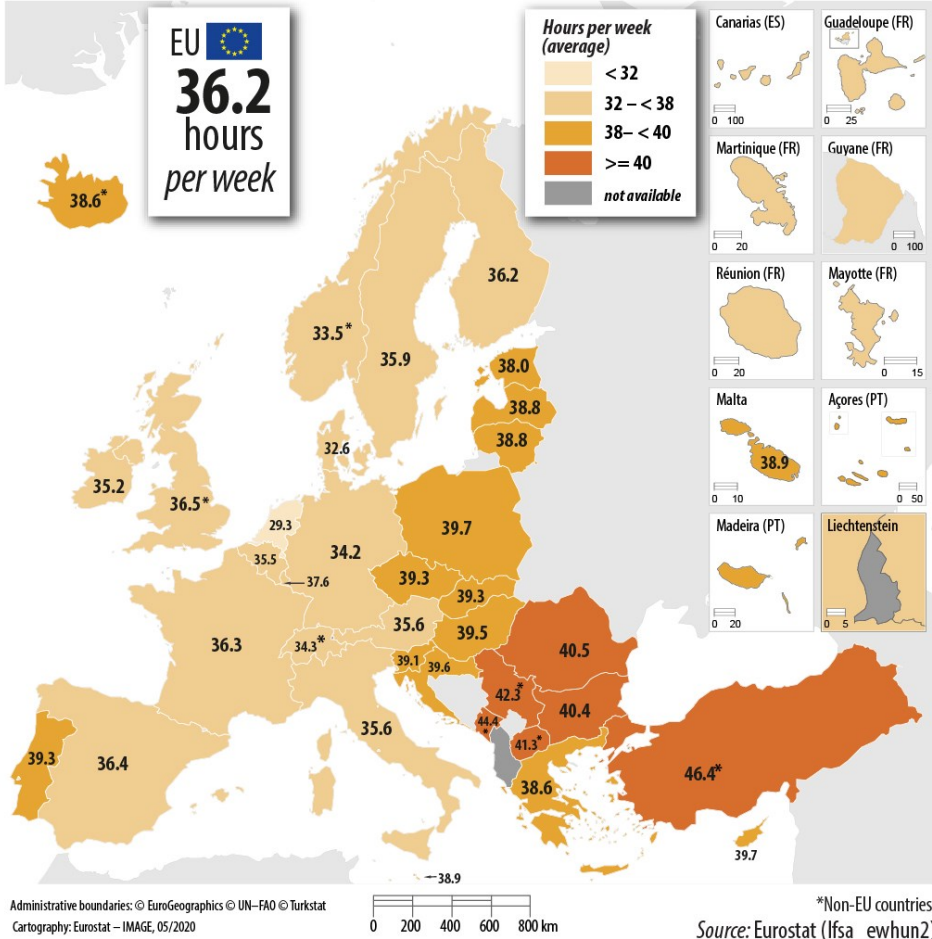 EU
36.2
hours
per week
Hours per week
(average)
< 32
32 – < 38
38– < 40
>= 40
not available
Canarias (ES)
0 100
Guadeloupe (FR)
0 25
Martinique (FR)
0 20
Guyane (FR)
0 100
Réunion (FR)
0 20
Mayotte (FR)
0 15
Malta
38.9
0 10
Açores (PT)
0 50
Madeira (PT)
0 20
Liechtenstein
0 5
38.6*
36.2
33.5*
35.9
38.0
38.8
38.8
32.6
35.2
36.5*
29.3
34.2
39.7
35.5
37.6
39.3
39.3
35.6
39.5
36.3
34.3*
39.1
39.6
40.5
42.3*
40.4
44.4
*
41.3*
35.6
39.3
36.4
38.6
46.4*
39.7
38.9
Administrative boundaries: © EuroGeographics © UN–FAO © Turkstat
Cartography: Eurostat – IMAGE, 05/2020
0 200 400 600 800 km
*Non-EU countries
Source: Eurostat (lfsa_ewhun2)